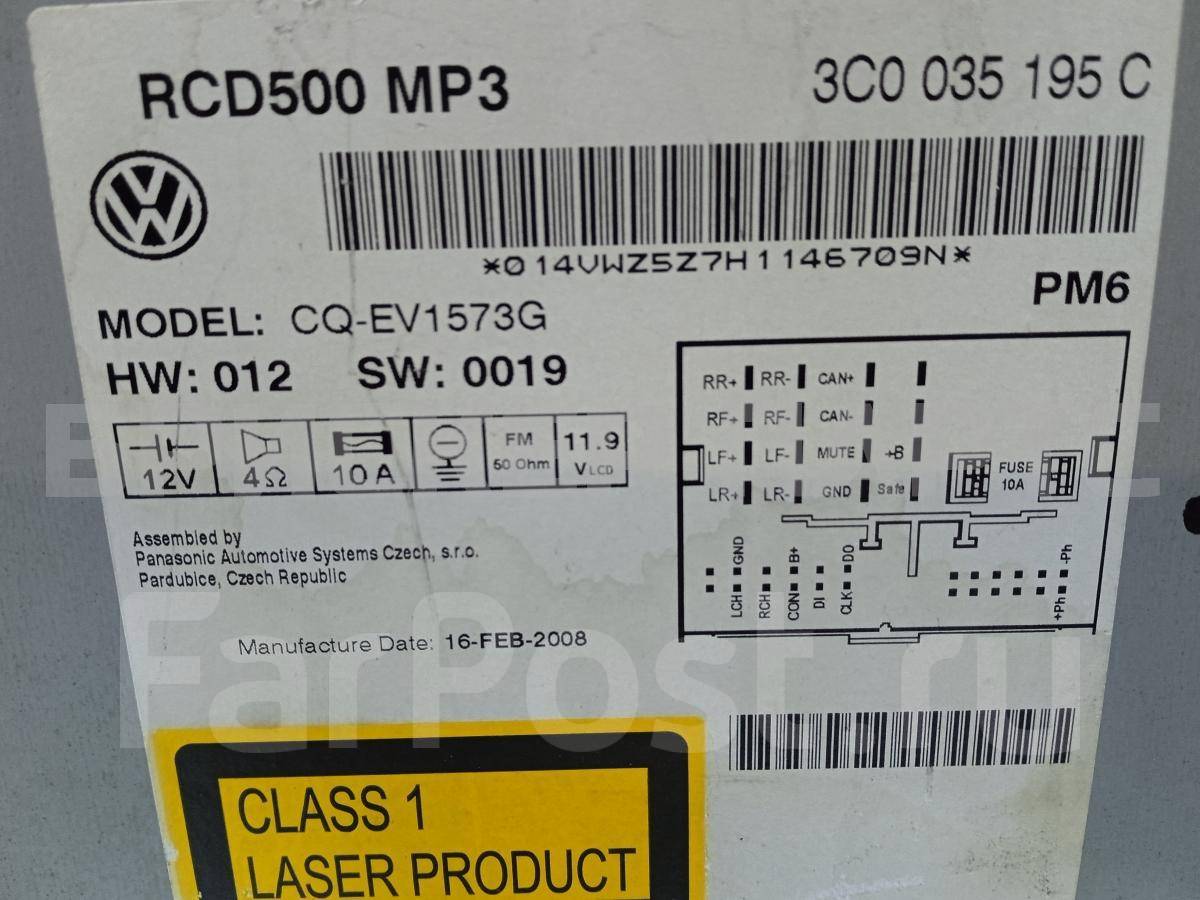 RCD500 MP3
3C0 035 195 C
*014VWZ5Z7H1146709N*
PM6
MODEL: CQ-EV1573G
HW: 012 SW: 0019
12V 4Ω 10A FM 50 Ohm 11.9 VLCD
RR+ RR- CAN+
RF+ RF- CAN-
LF+ LF- MUTE +B
LR+ LR- GND Safe
FUSE
10A
GND B+ DO -Ph
LCH RCH CON DI CLK +Ph
Assembled by
Panasonic Automotive Systems Czech, s.r.o.
Pardubice, Czech Republic
Manufacture Date: 16-FEB-2008
FarPost.ru
CLASS 1
LASER PRODUCT